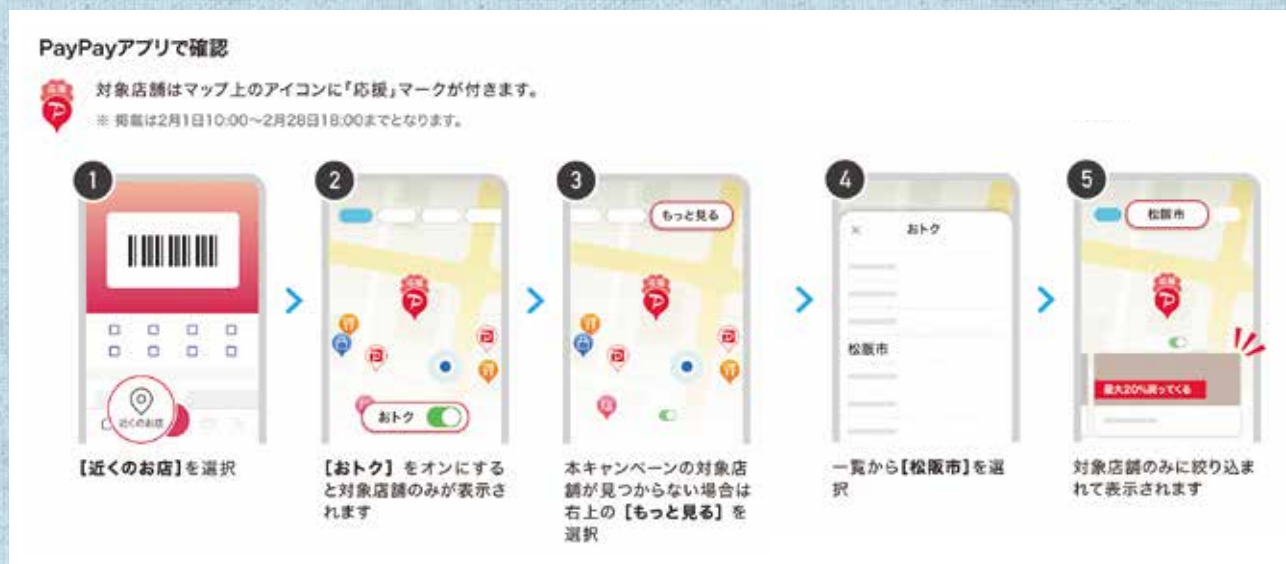 PayPayアプリで確認
対象店舗はマップ上のアイコンに「応援」マークが付きます。
※ 掲載は2月1日10:00〜2月28日18:00までとなります。
1
近くのお店
【近くのお店】を選択
2
応援
おトク
【おトク】をオンにする
と対象店舗のみが表示さ
れます
3
もっと見る
応援
本キャンペーンの対象店
舗が見つからない場合は
右上の【もっと見る】を
選択
4
× おトク
松阪市
一覧から【松阪市】を選
択
5
松阪市
応援
最大20%戻ってくる
対象店舗のみに絞り込ま
れて表示されます